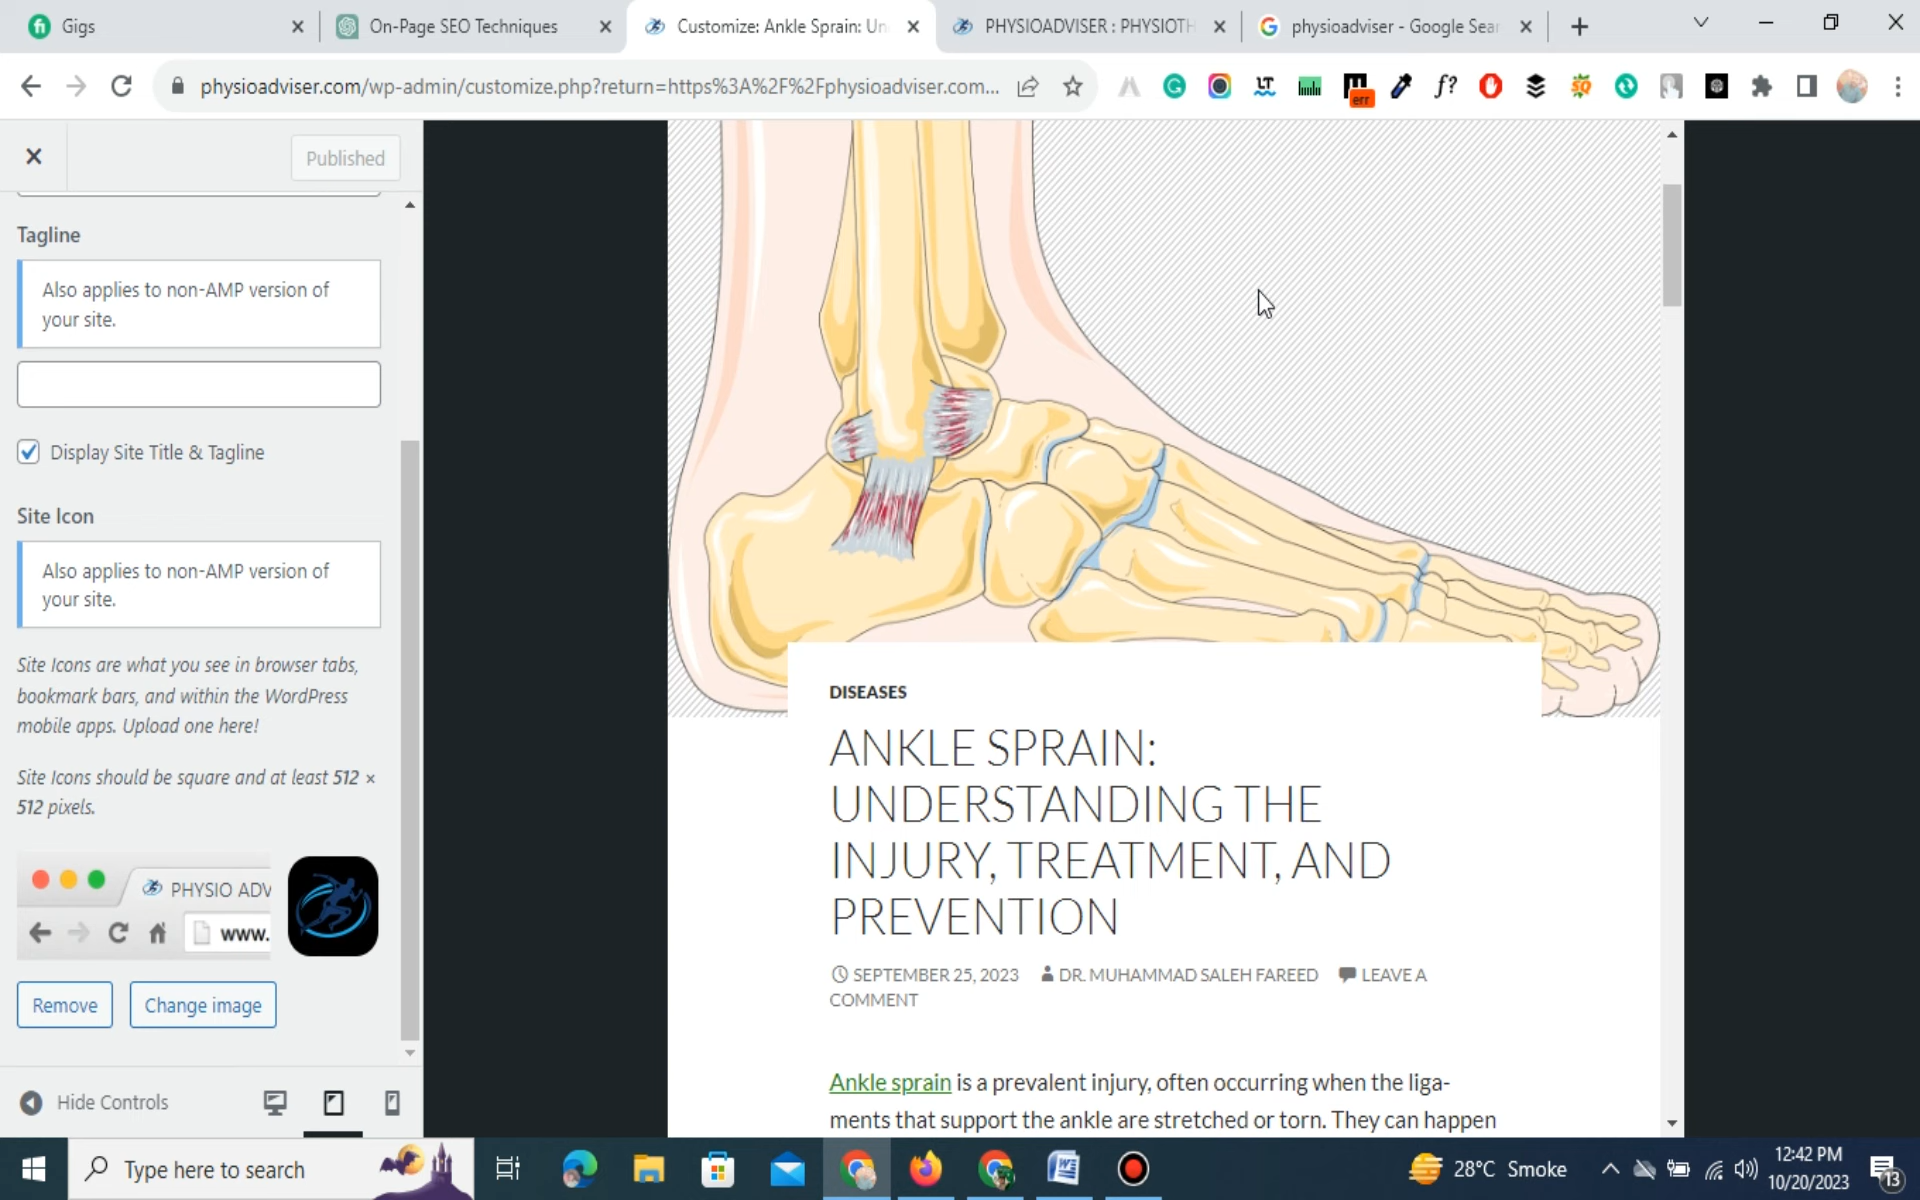 Gigs
On-Page SEO Techniques
Customize: Ankle Sprain: Un
PHYSIOADVISER : PHYSIOTH
physioadviser - Google Sear
physioadviser.com/wp-admin/customize.php?return=https%3A%2F%2Fphysioadviser.com...
LT
err
f?
Published
Tagline
Also applies to non-AMP version of
your site.
Display Site Title & Tagline
Site Icon
Also applies to non-AMP version of
your site.
Site Icons are what you see in browser tabs,
bookmark bars, and within the WordPress
mobile apps. Upload one here!
Site Icons should be square and at least 512 ×
512 pixels.
PHYSIO ADV
www.
Remove
Change image
Hide Controls
DISEASES
ANKLE SPRAIN:
UNDERSTANDING THE
INJURY, TREATMENT, AND
PREVENTION
SEPTEMBER 25, 2023 DR. MUHAMMAD SALEH FAREED LEAVE A
COMMENT
Ankle sprain is a prevalent injury, often occurring when the liga-
ments that support the ankle are stretched or torn. They can happen
Type here to search
28°C Smoke
12:42 PM
10/20/2023
13